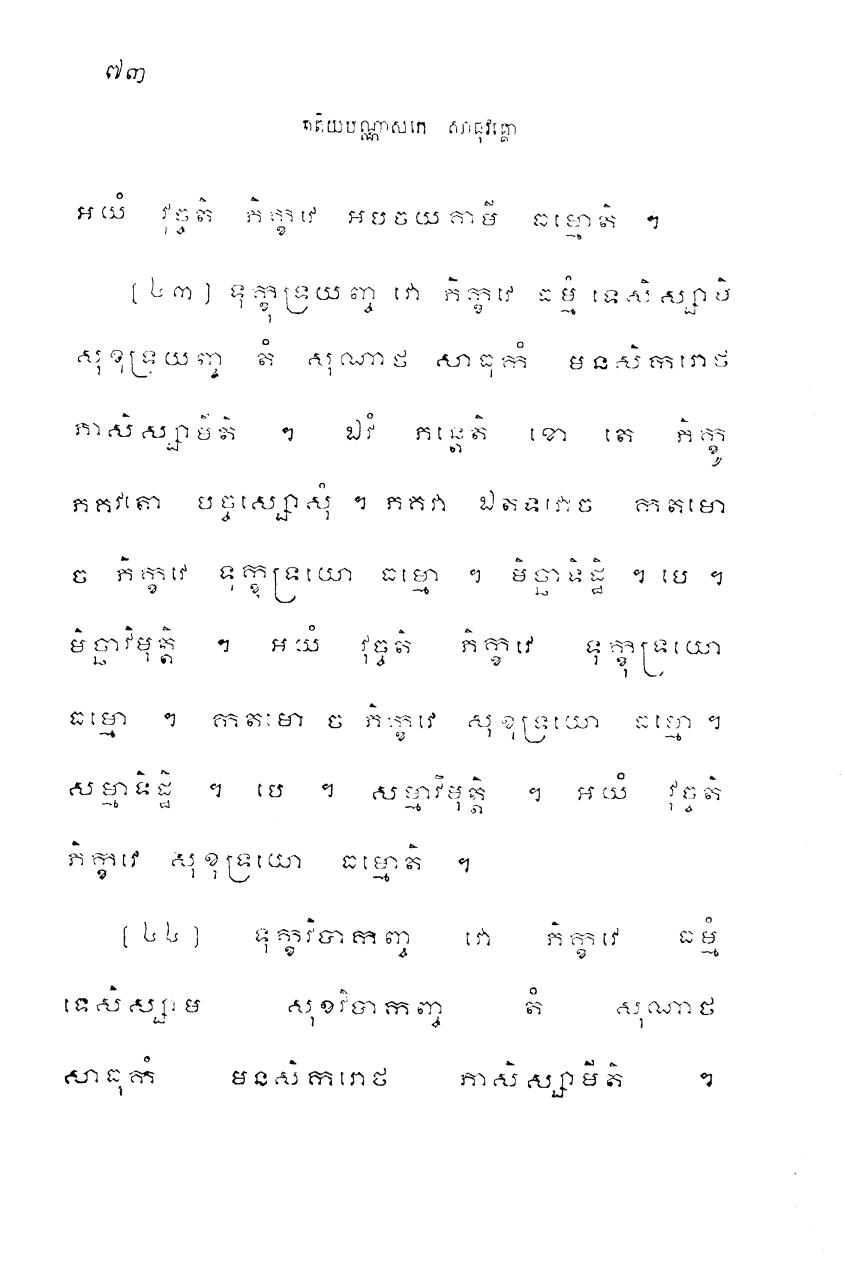 ៧៣
តតិយបណ្ណាសកេ សាធុវគ្គោ
អយំ វុច្ចតិ ភិក្ខវេ អបចយគាមី ធម្មោតិ ។
[៤៣] ទុក្ខុទ្រយញ្ច វោ ភិក្ខវេ ធម្មំ ទេសិស្សាមិ
សុខុទ្រយញ្ច តំ សុណាថ សាធុកំ មនសិករោថ
ភាសិស្សាមីតិ ។ ឯវំ ភន្តេតិ ខោ តេ ភិក្ខូ
ភគវតោ បច្ចស្សោសុំ ។ ភគវា ឯតទវោច កតមោ
ច ភិក្ខវេ ទុក្ខុទ្រយោ ធម្មោ ។ មិច្ឆាទិដ្ឋិ ។ បេ ។
មិច្ឆាវិមុត្តិ ។ អយំ វុច្ចតិ ភិក្ខវេ ទុក្ខុទ្រយោ
ធម្មោ ។ កតមោ ច ភិក្ខវេ សុខុទ្រយោ ធម្មោ ។
សម្មាទិដ្ឋិ ។ បេ ។ សម្មាវិមុត្តិ ។ អយំ វុច្ចតិ
ភិក្ខវេ សុខុទ្រយោ ធម្មោតិ ។
[៤៤] ទុក្ខវិបាកញ្ច វោ ភិក្ខវេ ធម្មំ
ទេសិស្សាមិ សុខវិបាកញ្ច តំ សុណាថ
សាធុកំ មនសិករោថ ភាសិស្សាមីតិ ។